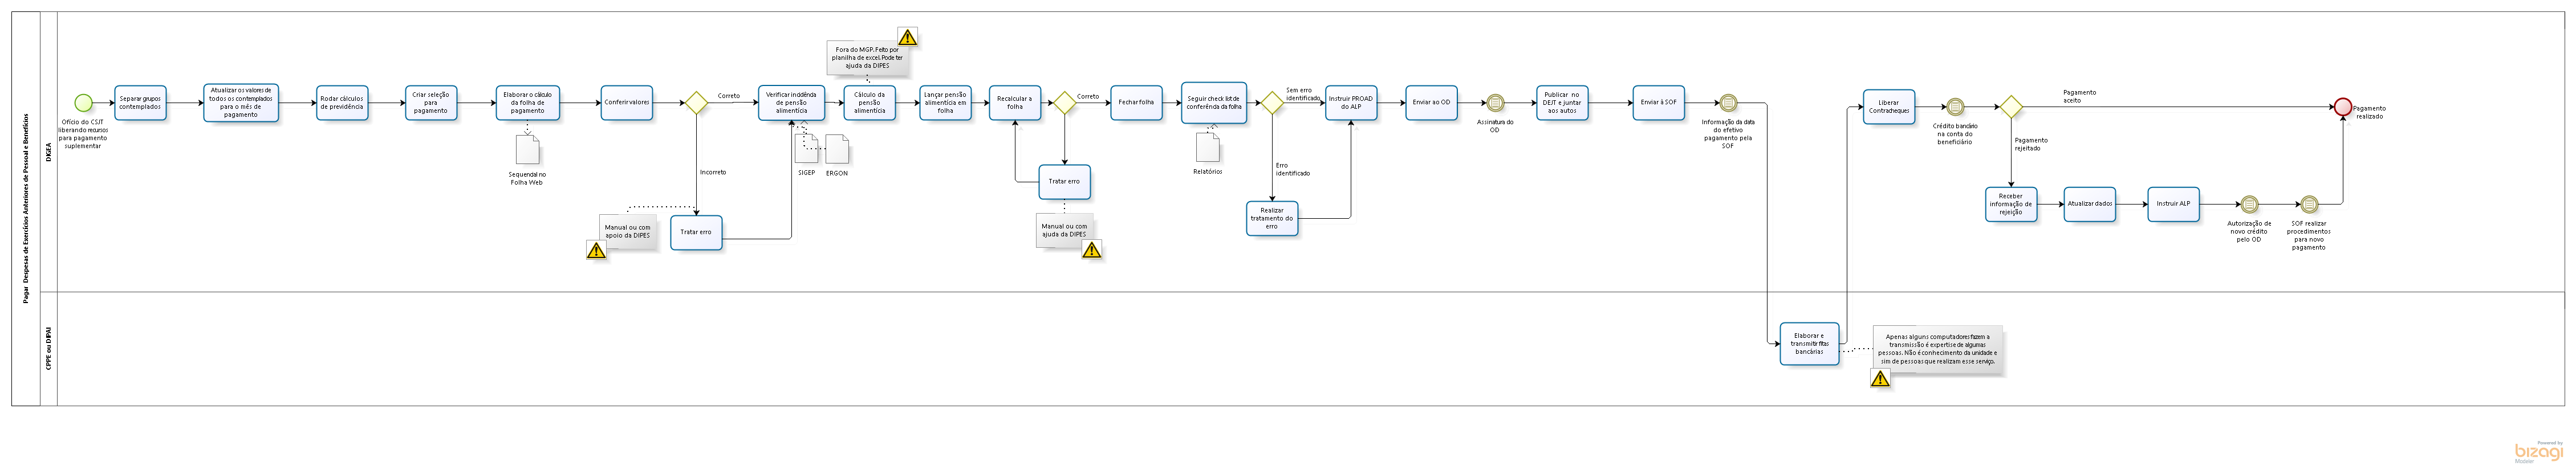 Pagar Despesas de Exercícios Anteriores de Pessoal e Benefícios
DIGEA
CPPE ou DIPAI
Ofício do CSJT
liberando recursos
para pagamento
suplementar
Separar grupos
contemplados
Atualizar os valores de
todos os contemplados
para o mês de
pagamento
Rodar cálculos
de previdência
Criar seleção
para
pagamento
Elaborar o cálculo
da folha de
pagamento
Sequencial no
Folha Web
Conferir valores
Correto
Incorreto
Manual ou com
apoio da DIPES
Tratar erro
Verificar incidência
de pensão
alimentícia
SIGEP
ERGON
Fora do MGP. Feito por
planilha de excel.Pode ter
ajuda da DIPES
Cálculo da
pensão
alimentícia
Lançar pensão
alimentícia em
folha
Recalcular a
folha
Correto
Tratar erro
Manual ou com
ajuda da DIPES
Fechar folha
Seguir check list de
conferência da folha
Relatórios
Sem erro
identificado
Erro
identificado
Realizar
tratamento do
erro
Instruir PROAD
do ALP
Enviar ao OD
Assinatura do
OD
Publicar no
DEJT e juntar
aos autos
Enviar à SOF
Informação da data
do efetivo
pagamento pela
SOF
Elaborar e
transmitir fitas
bancárias
Apenas alguns computadores fazem a
transmissão é expertise de algumas
pessoas. Não é conhecimento da unidade e
sim de pessoas que realizam esse serviço.
Liberar
Contracheques
Crédito bancário
na conta do
beneficiário
Pagamento
aceito
Pagamento
rejeitado
Receber
informação de
rejeição
Atualizar dados
Instruir ALP
Autorização de
novo crédito
pelo OD
SOF realizar
procedimentos
para novo
pagamento
Pagamento
realizado
Powered by
bizagi
Modeler